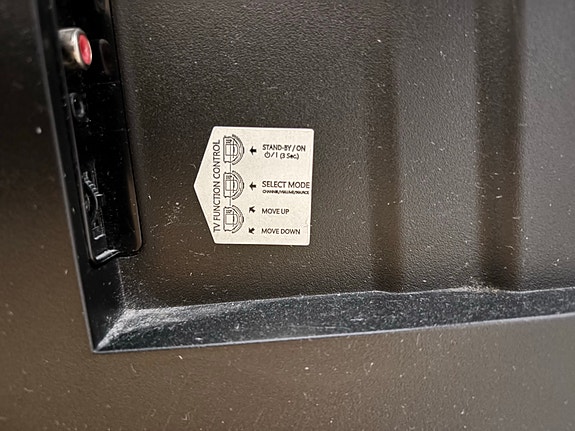 TV FUNCTION CONTROL
STAND-BY / ON
⏻ / I (3 Sec.)
SELECT MODE
CHANNEL/VOLUME/SOURCE
MOVE UP
MOVE DOWN